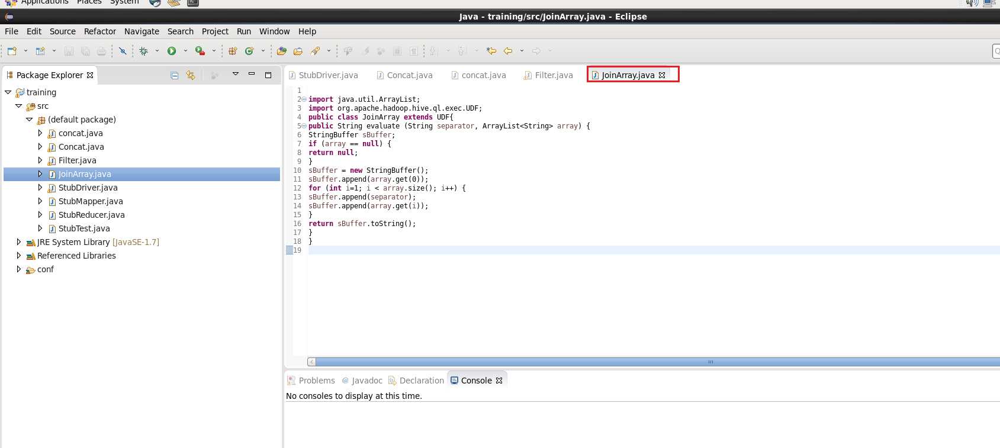 Applications Places System
Java - training/src/JoinArray.java - Eclipse
File Edit Source Refactor Navigate Search Project Run Window Help
Package Explorer
training
src
(default package)
concat.java
Concat.java
Filter.java
JoinArray.java
StubDriver.java
StubMapper.java
StubReducer.java
StubTest.java
JRE System Library [JavaSE-1.7]
Referenced Libraries
conf
StubDriver.java Concat.java concat.java Filter.java JoinArray.java
1
2 import java.util.ArrayList;
3 import org.apache.hadoop.hive.ql.exec.UDF;
4 public class JoinArray extends UDF{
5 public String evaluate (String separator, ArrayList<String> array) {
6 StringBuffer sBuffer;
7 if (array == null) {
8 return null;
9 }
10 sBuffer = new StringBuffer();
11 sBuffer.append(array.get(0));
12 for (int i=1; i < array.size(); i++) {
13 sBuffer.append(separator);
14 sBuffer.append(array.get(i));
15 }
16 return sBuffer.toString();
17 }
18 }
19
Problems @ Javadoc Declaration Console
No consoles to display at this time.